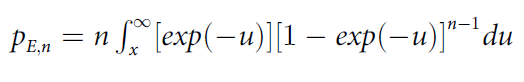 p_{E,n} = n ∫_x^∞ [exp(−u)][1 − exp(−u)]^{n−1} du